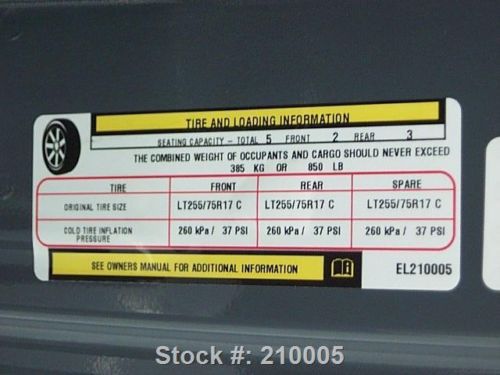 TIRE AND LOADING INFORMATION
SEATING CAPACITY - TOTAL 5 FRONT 2 REAR 3
THE COMBINED WEIGHT OF OCCUPANTS AND CARGO SHOULD NEVER EXCEED
385 KG OR 850 LB
TIRE FRONT REAR SPARE
ORIGINAL TIRE SIZE LT255/75R17 C LT255/75R17 C LT255/75R17 C
COLD TIRE INFLATION PRESSURE 260 kPa / 37 PSI 260 kPa / 37 PSI 260 kPa / 37 PSI
SEE OWNERS MANUAL FOR ADDITIONAL INFORMATION EL210005
Stock #: 210005